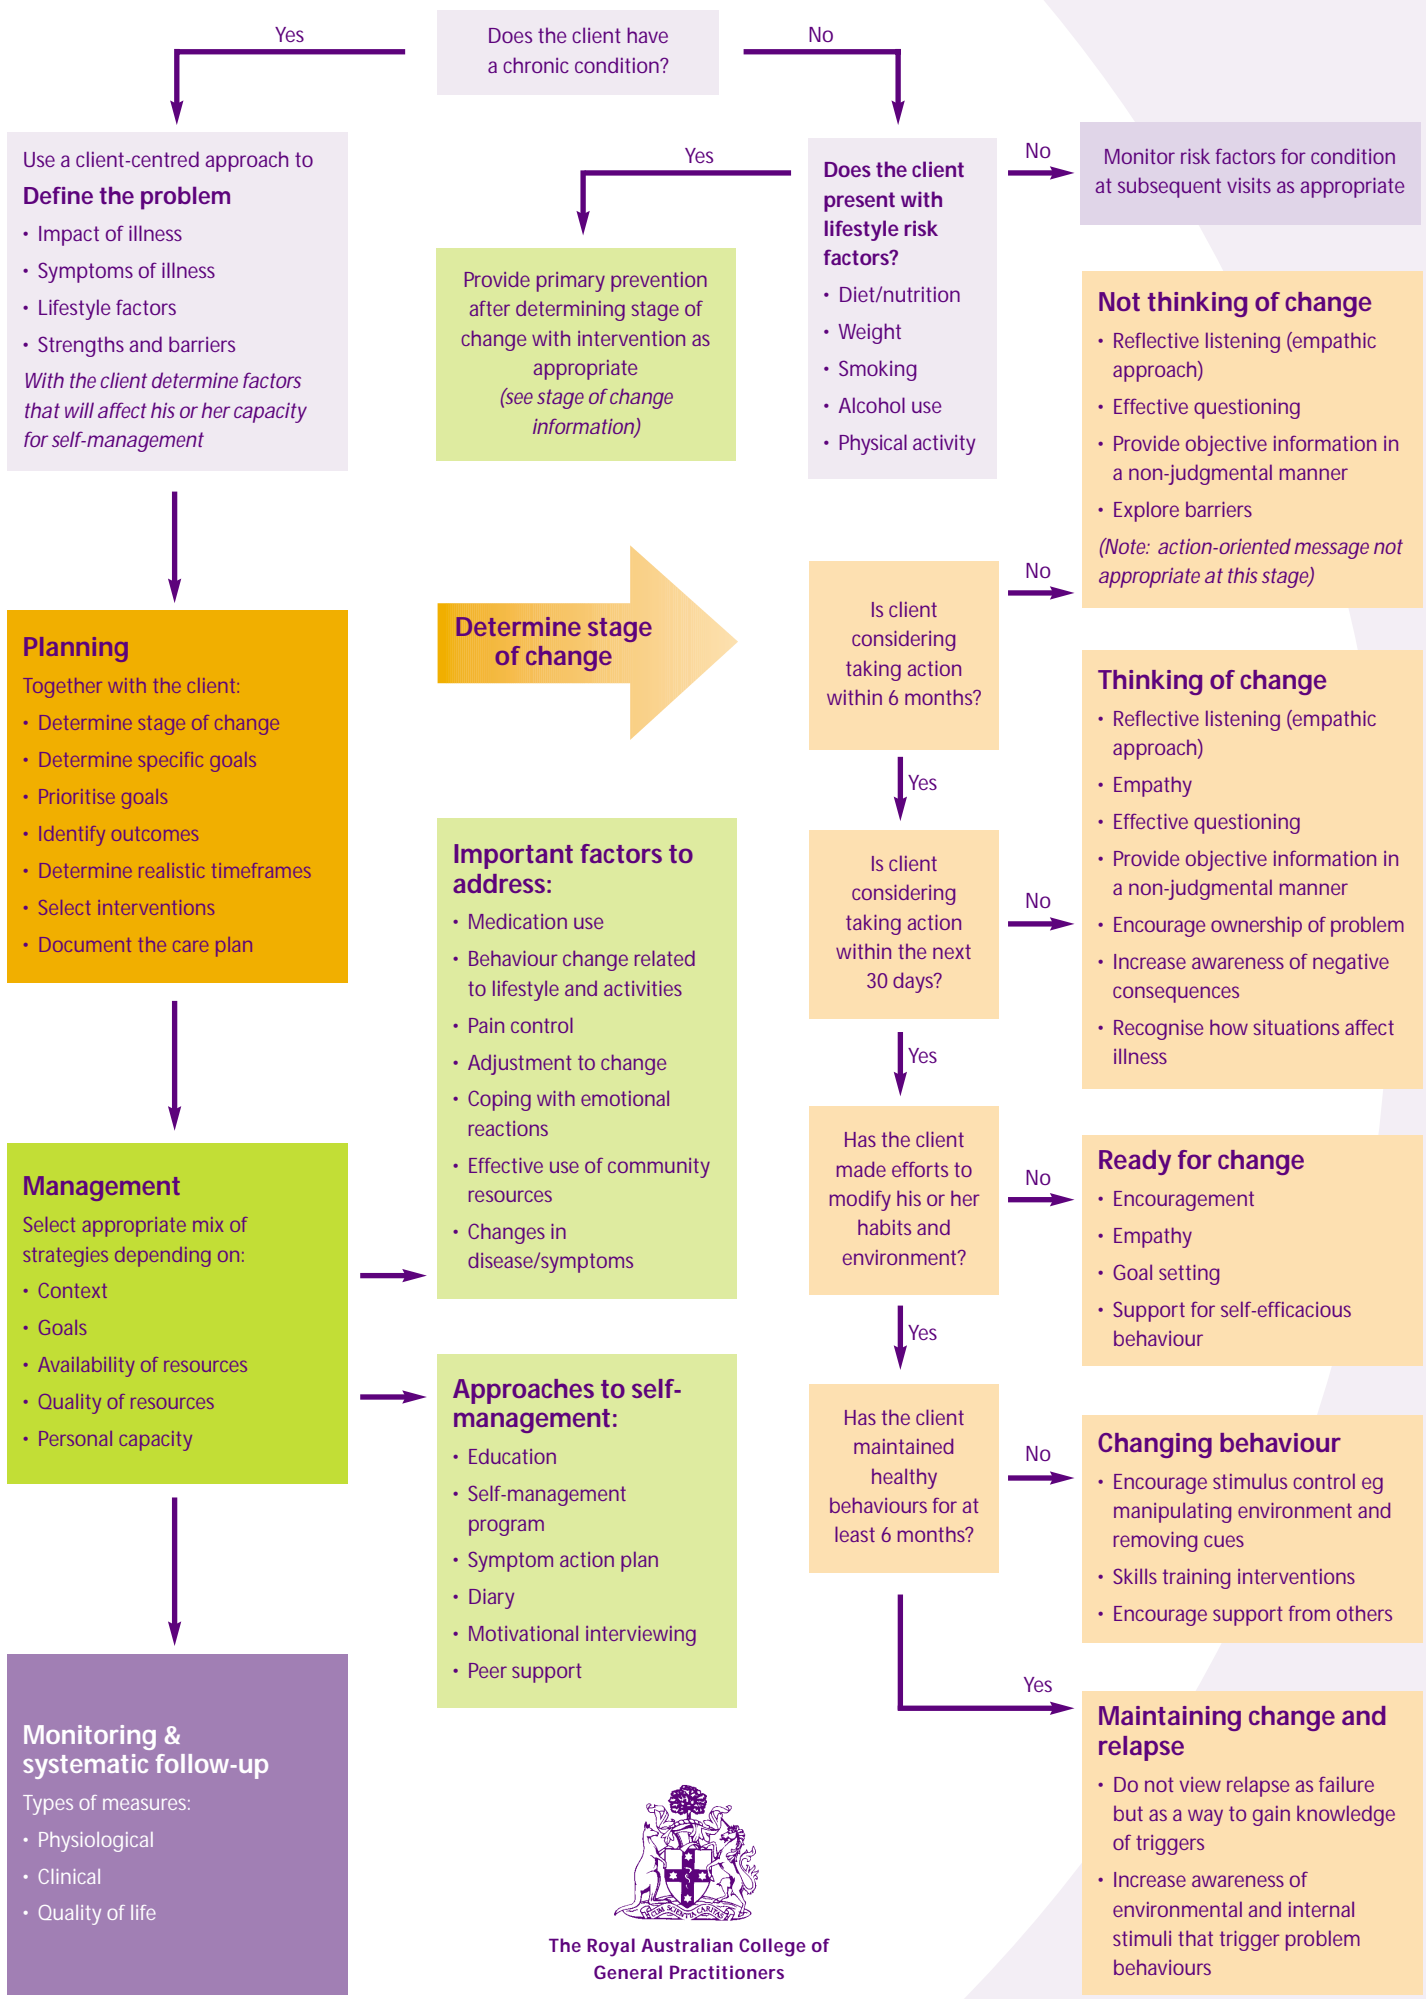 Does the client have
a chronic condition?
Yes
No
Use a client-centred approach to
Define the problem
• Impact of illness
• Symptoms of illness
• Lifestyle factors
• Strengths and barriers
With the client determine factors
that will affect his or her capacity
for self-management
Planning
Together with the client:
• Determine stage of change
• Determine specific goals
• Prioritise goals
• Identify outcomes
• Determine realistic timeframes
• Select interventions
• Document the care plan
Management
Select appropriate mix of
strategies depending on:
• Context
• Goals
• Availability of resources
• Quality of resources
• Personal capacity
Monitoring &
systematic follow-up
Types of measures:
• Physiological
• Clinical
• Quality of life
Yes
Provide primary prevention
after determining stage of
change with intervention as
appropriate
(see stage of change
information)
Determine stage
of change
Important factors to
address:
• Medication use
• Behaviour change related
to lifestyle and activities
• Pain control
• Adjustment to change
• Coping with emotional
reactions
• Effective use of community
resources
• Changes in
disease/symptoms
Approaches to self-
management:
• Education
• Self-management
program
• Symptom action plan
• Diary
• Motivational interviewing
• Peer support
CUM SCIENTIA CARITAS
The Royal Australian College of
General Practitioners
Does the client
present with
lifestyle risk
factors?
• Diet/nutrition
• Weight
• Smoking
• Alcohol use
• Physical activity
No
Monitor risk factors for condition
at subsequent visits as appropriate
Is client
considering
taking action
within 6 months?
No
Not thinking of change
• Reflective listening (empathic
approach)
• Effective questioning
• Provide objective information in
a non-judgmental manner
• Explore barriers
(Note: action-oriented message not
appropriate at this stage)
Yes
Is client
considering
taking action
within the next
30 days?
No
Thinking of change
• Reflective listening (empathic
approach)
• Empathy
• Effective questioning
• Provide objective information in
a non-judgmental manner
• Encourage ownership of problem
• Increase awareness of negative
consequences
• Recognise how situations affect
illness
Yes
Has the client
made efforts to
modify his or her
habits and
environment?
No
Ready for change
• Encouragement
• Empathy
• Goal setting
• Support for self-efficacious
behaviour
Yes
Has the client
maintained
healthy
behaviours for at
least 6 months?
No
Changing behaviour
• Encourage stimulus control eg
manipulating environment and
removing cues
• Skills training interventions
• Encourage support from others
Yes
Maintaining change and
relapse
• Do not view relapse as failure
but as a way to gain knowledge
of triggers
• Increase awareness of
environmental and internal
stimuli that trigger problem
behaviours